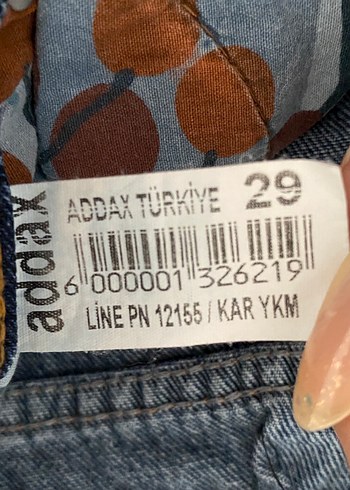 addax
ADDAX TÜRKİYE 29
6 000001 326219
LİNE PN 12155 / KAR YKM